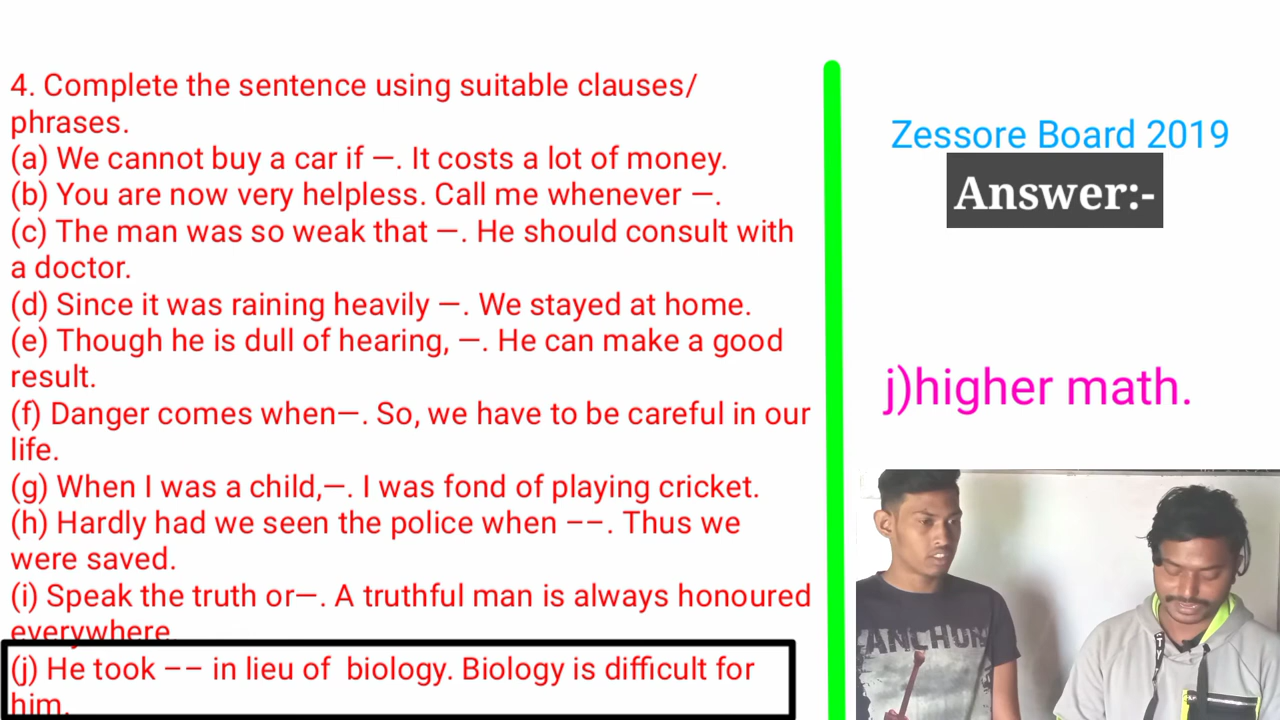 4. Complete the sentence using suitable clauses/
phrases.
(a) We cannot buy a car if —. It costs a lot of money.
(b) You are now very helpless. Call me whenever —.
(c) The man was so weak that —. He should consult with
a doctor.
(d) Since it was raining heavily —. We stayed at home.
(e) Though he is dull of hearing, —. He can make a good
result.
(f) Danger comes when—. So, we have to be careful in our
life.
(g) When I was a child,—. I was fond of playing cricket.
(h) Hardly had we seen the police when ––. Thus we
were saved.
(i) Speak the truth or—. A truthful man is always honoured
everywhere.
(j) He took –– in lieu of biology. Biology is difficult for
him.
Zessore Board 2019
Answer:-
j)higher math.